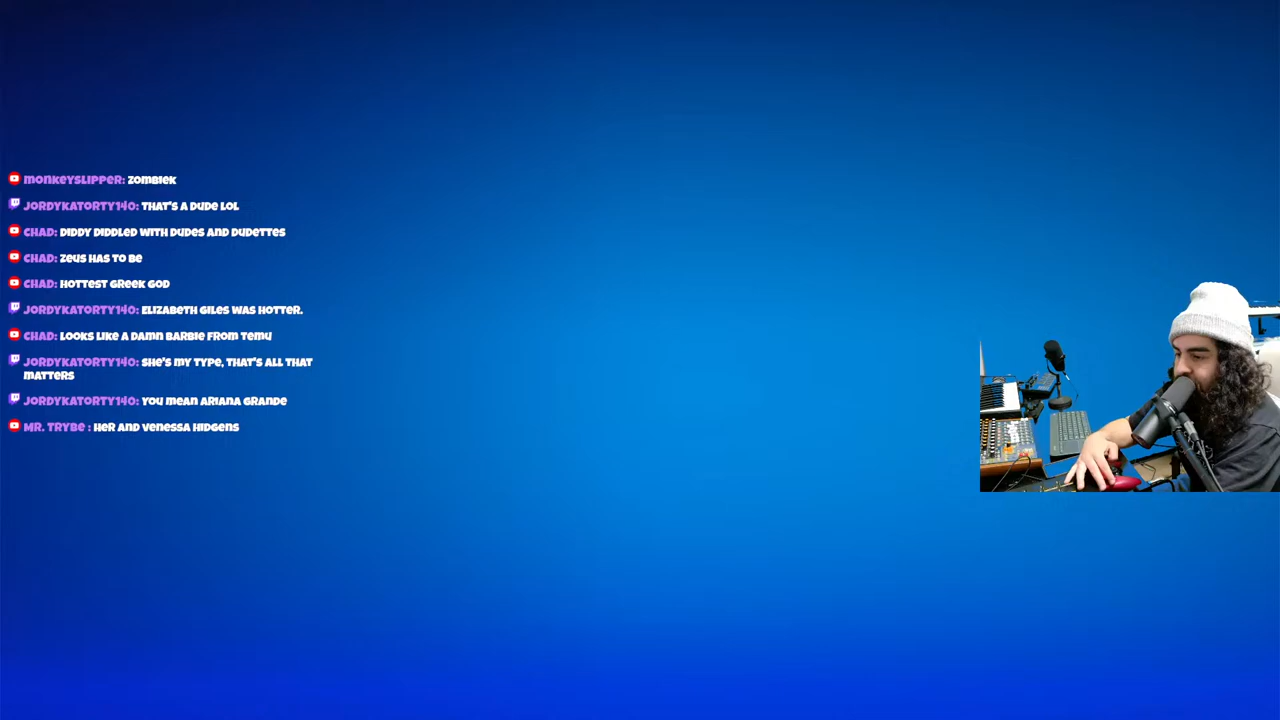 monkeyslipper: zombiek
JORDYKATORTY140: THAT'S A DUDE LOL
CHAD: DIDDY DIDDLED WITH DUDES AND DUDETTES
CHAD: ZEUS HAS TO BE
CHAD: HOTTEST GREEK GOD
JORDYKATORTY140: ELIZABETH GILES WAS HOTTER.
CHAD: LOOKS LIKE A DAMN BARBIE FROM TEMU
JORDYKATORTY140: SHE'S MY TYPE, THAT'S ALL THAT
MATTERS
JORDYKATORTY140: YOU MEAN ARIANA GRANDE
MR. TRYBE : HER AND VENESSA HIDGENS